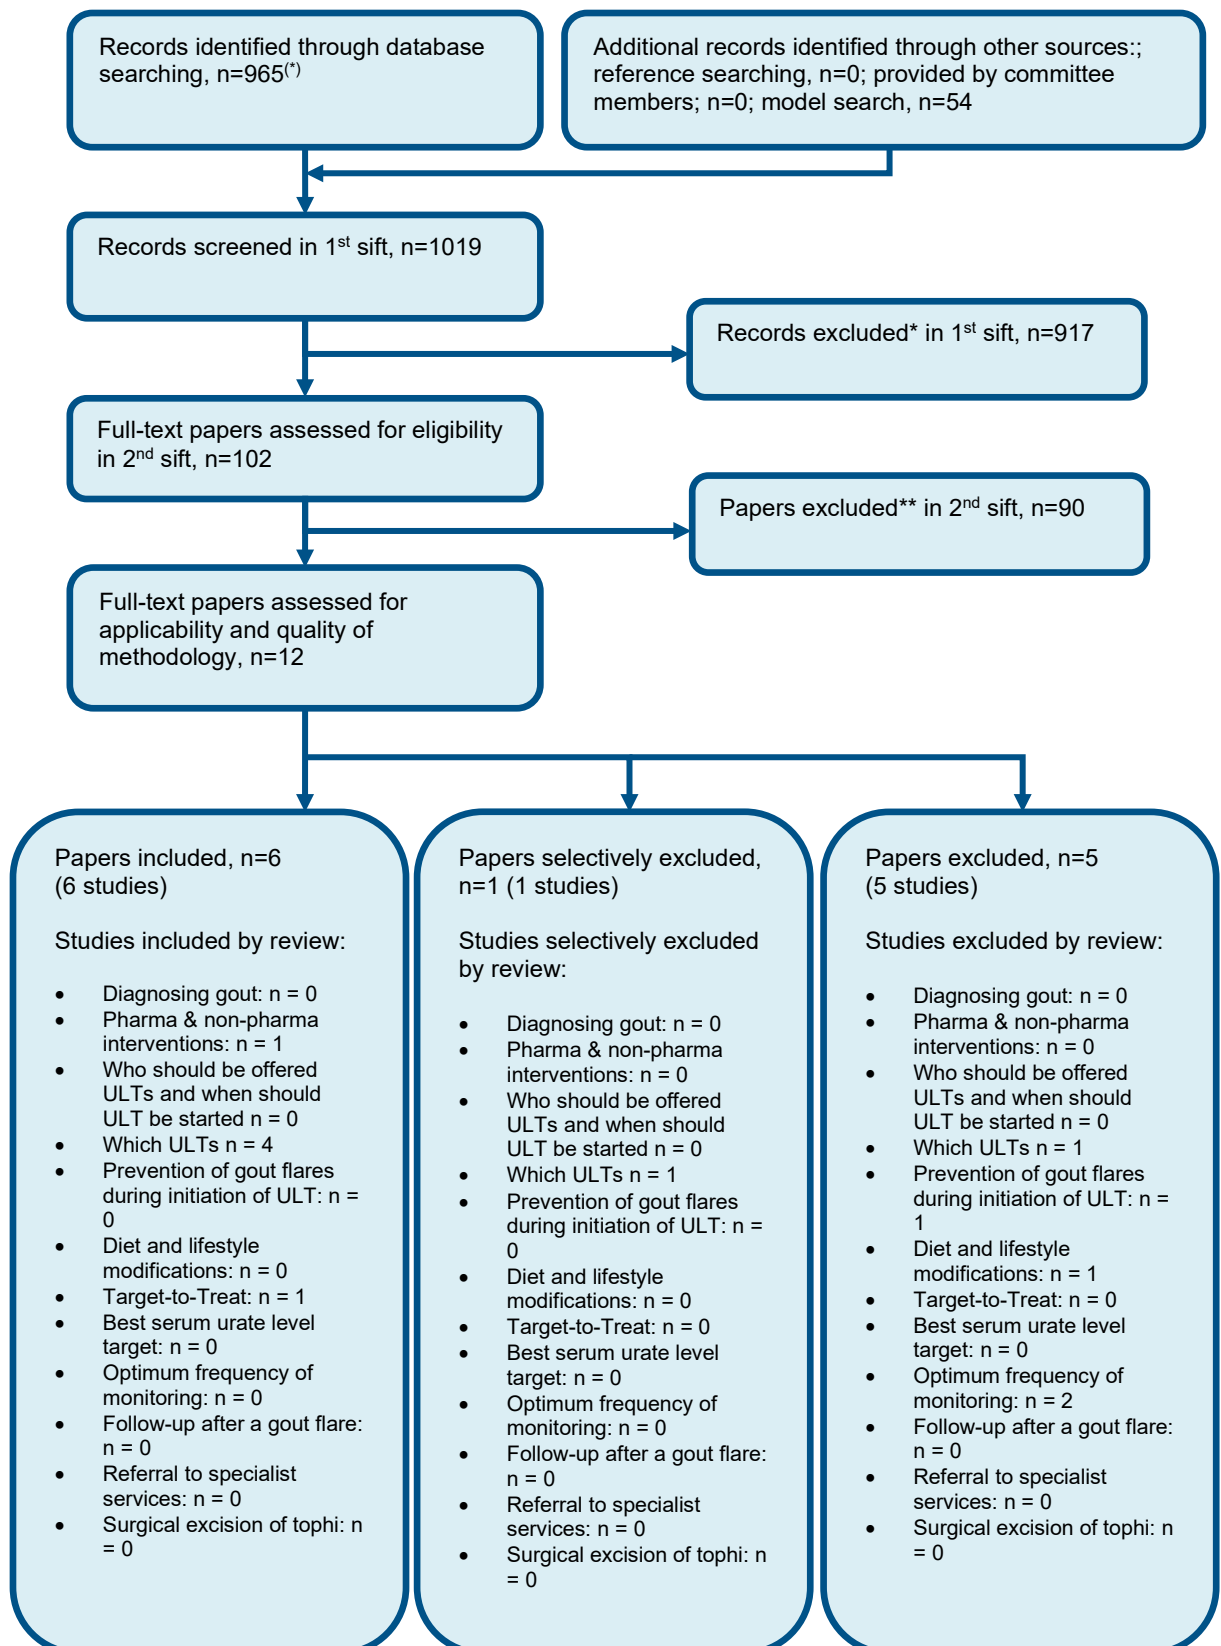 Records identified through database
searching, n=965(*)
Additional records identified through other sources:;
reference searching, n=0; provided by committee
members; n=0; model search, n=54
Records screened in 1st sift, n=1019
Records excluded* in 1st sift, n=917
Full-text papers assessed for eligibility
in 2nd sift, n=102
Papers excluded** in 2nd sift, n=90
Full-text papers assessed for
applicability and quality of
methodology, n=12
Papers included, n=6
(6 studies)
Studies included by review:
• Diagnosing gout: n = 0
• Pharma & non-pharma
interventions: n = 1
• Who should be offered
ULTs and when should
ULT be started n = 0
• Which ULTs n = 4
• Prevention of gout flares
during initiation of ULT: n =
0
• Diet and lifestyle
modifications: n = 0
• Target-to-Treat: n = 1
• Best serum urate level
target: n = 0
• Optimum frequency of
monitoring: n = 0
• Follow-up after a gout flare:
n = 0
• Referral to specialist
services: n = 0
• Surgical excision of tophi: n
= 0
Papers selectively excluded,
n=1 (1 studies)
Studies selectively excluded
by review:
• Diagnosing gout: n = 0
• Pharma & non-pharma
interventions: n = 0
• Who should be offered
ULTs and when should
ULT be started n = 0
• Which ULTs n = 1
• Prevention of gout flares
during initiation of ULT: n =
0
• Diet and lifestyle
modifications: n = 0
• Target-to-Treat: n = 0
• Best serum urate level
target: n = 0
• Optimum frequency of
monitoring: n = 0
• Follow-up after a gout flare:
n = 0
• Referral to specialist
services: n = 0
• Surgical excision of tophi: n
= 0
Papers excluded, n=5
(5 studies)
Studies excluded by review:
• Diagnosing gout: n = 0
• Pharma & non-pharma
interventions: n = 0
• Who should be offered
ULTs and when should
ULT be started n = 0
• Which ULTs n = 1
• Prevention of gout flares
during initiation of ULT: n =
1
• Diet and lifestyle
modifications: n = 1
• Target-to-Treat: n = 0
• Best serum urate level
target: n = 0
• Optimum frequency of
monitoring: n = 2
• Follow-up after a gout flare:
n = 0
• Referral to specialist
services: n = 0
• Surgical excision of tophi: n
= 0